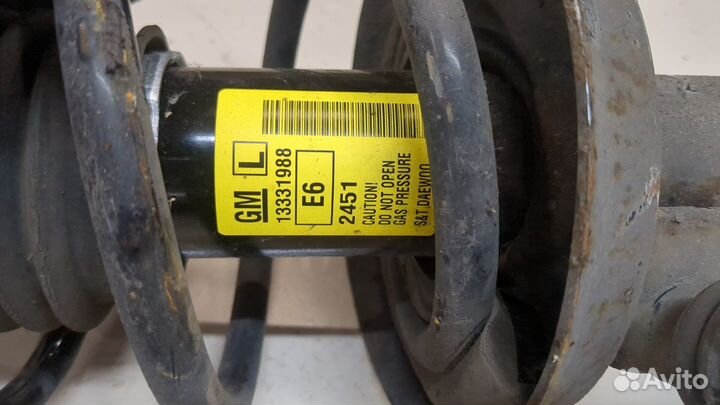 GM L
13331988
E6
2451
CAUTION!
DO NOT OPEN
GAS PRESSURE
S&T DAEWOO
Avito